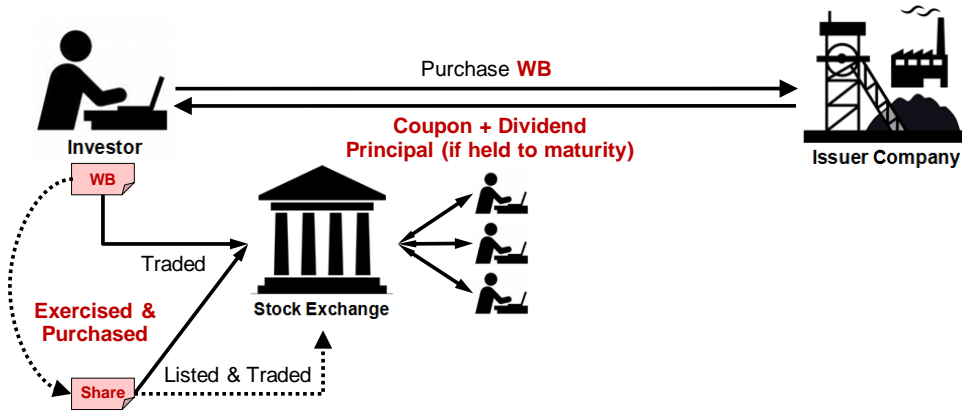 Purchase WB
Coupon + Dividend
Principal (if held to maturity)
Investor
Issuer Company
WB
Traded
Stock Exchange
Exercised &
Purchased
Share
Listed & Traded